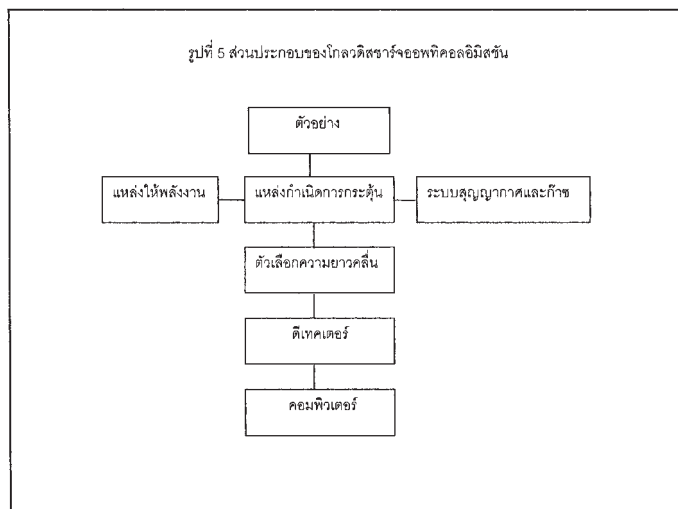 รูปที่ 5 ส่วนประกอบของโกลวดิสชาร์จออพทิคอลอิมิสชัน
ตัวอย่าง
แหล่งให้พลังงาน
แหล่งกำเนิดการกระตุ้น
ระบบสุญญากาศและก๊าซ
ตัวเลือกความยาวคลื่น
ดีเทคเตอร์
คอมพิวเตอร์